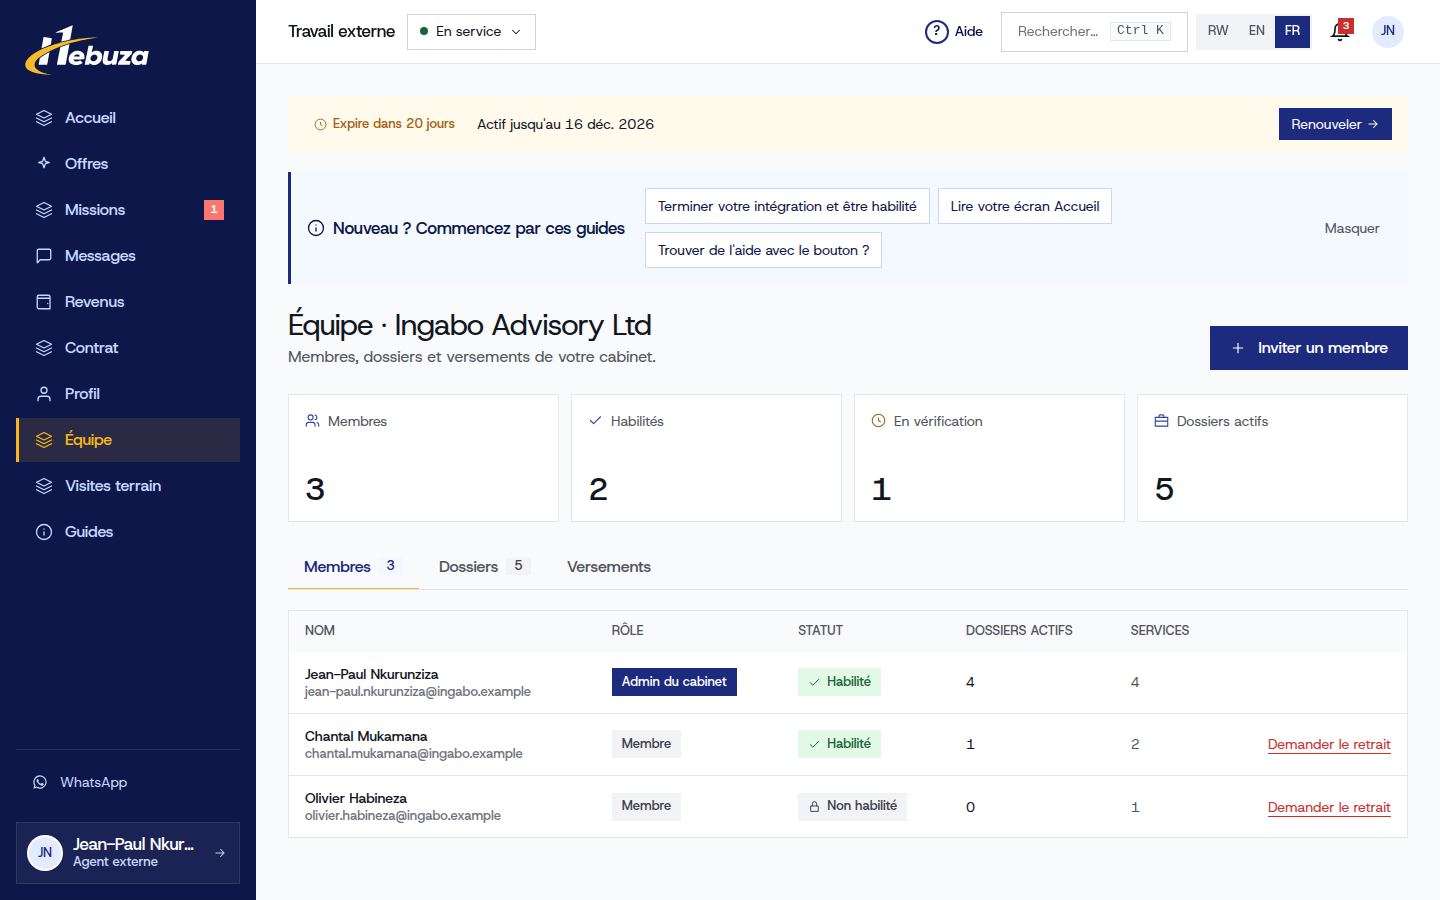 Hebuza
Travail externe
En service
? Aide
Rechercher... Ctrl K
RW EN FR
3
JN
Accueil
Offres
Missions 1
Messages
Revenus
Contrat
Profil
Équipe
Visites terrain
Guides
WhatsApp
JN
Jean-Paul Nkur...
Agent externe
Expire dans 20 jours
Actif jusqu'au 16 déc. 2026
Renouveler →
Nouveau ? Commencez par ces guides
Terminer votre intégration et être habilité
Lire votre écran Accueil
Trouver de l'aide avec le bouton ?
Masquer
Équipe · Ingabo Advisory Ltd
Membres, dossiers et versements de votre cabinet.
+ Inviter un membre
Membres
3
Habilités
2
En vérification
1
Dossiers actifs
5
Membres 3
Dossiers 5
Versements
NOM RÔLE STATUT DOSSIERS ACTIFS SERVICES
Jean-Paul Nkurunziza
jean-paul.nkurunziza@ingabo.example
Admin du cabinet
Habilité
4
4
Chantal Mukamana
chantal.mukamana@ingabo.example
Membre
Habilité
1
2
Demander le retrait
Olivier Habineza
olivier.habineza@ingabo.example
Membre
Non habilité
0
1
Demander le retrait